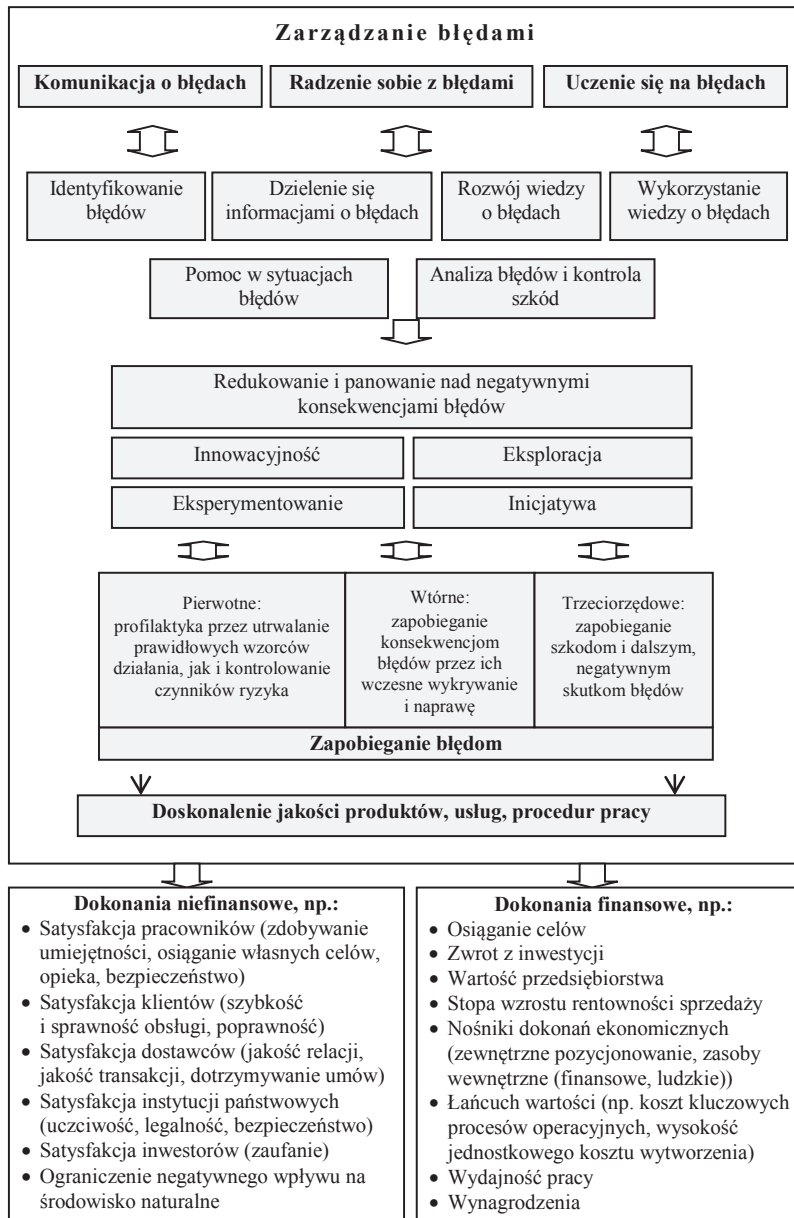 Zarządzanie błędami
Komunikacja o błędach
Radzenie sobie z błędami
Uczenie się na błędach
Identyfikowanie
błędów
Dzielenie się
informacjami o błędach
Rozwój wiedzy
o błędach
Wykorzystanie
wiedzy o błędach
Pomoc w sytuacjach
błędów
Analiza błędów i kontrola
szkód
Redukowanie i panowanie nad negatywnymi
konsekwencjami błędów
Innowacyjność
Eksploracja
Eksperymentowanie
Inicjatywa
Pierwotne:
profilaktyka przez utrwalanie
prawidłowych wzorców
działania, jak i kontrolowanie
czynników ryzyka
Wtórne:
zapobieganie
konsekwencjom
błędów przez ich
wczesne wykrywanie
i naprawę
Trzeciorzędowe:
zapobieganie
szkodom i dalszym,
negatywnym
skutkom błędów
Zapobieganie błędom
Doskonalenie jakości produktów, usług, procedur pracy
Dokonania niefinansowe, np.:
• Satysfakcja pracowników (zdobywanie
umiejętności, osiąganie własnych celów,
opieka, bezpieczeństwo)
• Satysfakcja klientów (szybkość
i sprawność obsługi, poprawność)
• Satysfakcja dostawców (jakość relacji,
jakość transakcji, dotrzymywanie umów)
• Satysfakcja instytucji państwowych
(uczciwość, legalność, bezpieczeństwo)
• Satysfakcja inwestorów (zaufanie)
• Ograniczenie negatywnego wpływu na
środowisko naturalne
Dokonania finansowe, np.:
• Osiąganie celów
• Zwrot z inwestycji
• Wartość przedsiębiorstwa
• Stopa wzrostu rentowności sprzedaży
• Nośniki dokonań ekonomicznych
(zewnętrzne pozycjonowanie, zasoby
wewnętrzne (finansowe, ludzkie))
• Łańcuch wartości (np. koszt kluczowych
procesów operacyjnych, wysokość
jednostkowego kosztu wytworzenia)
• Wydajność pracy
• Wynagrodzenia